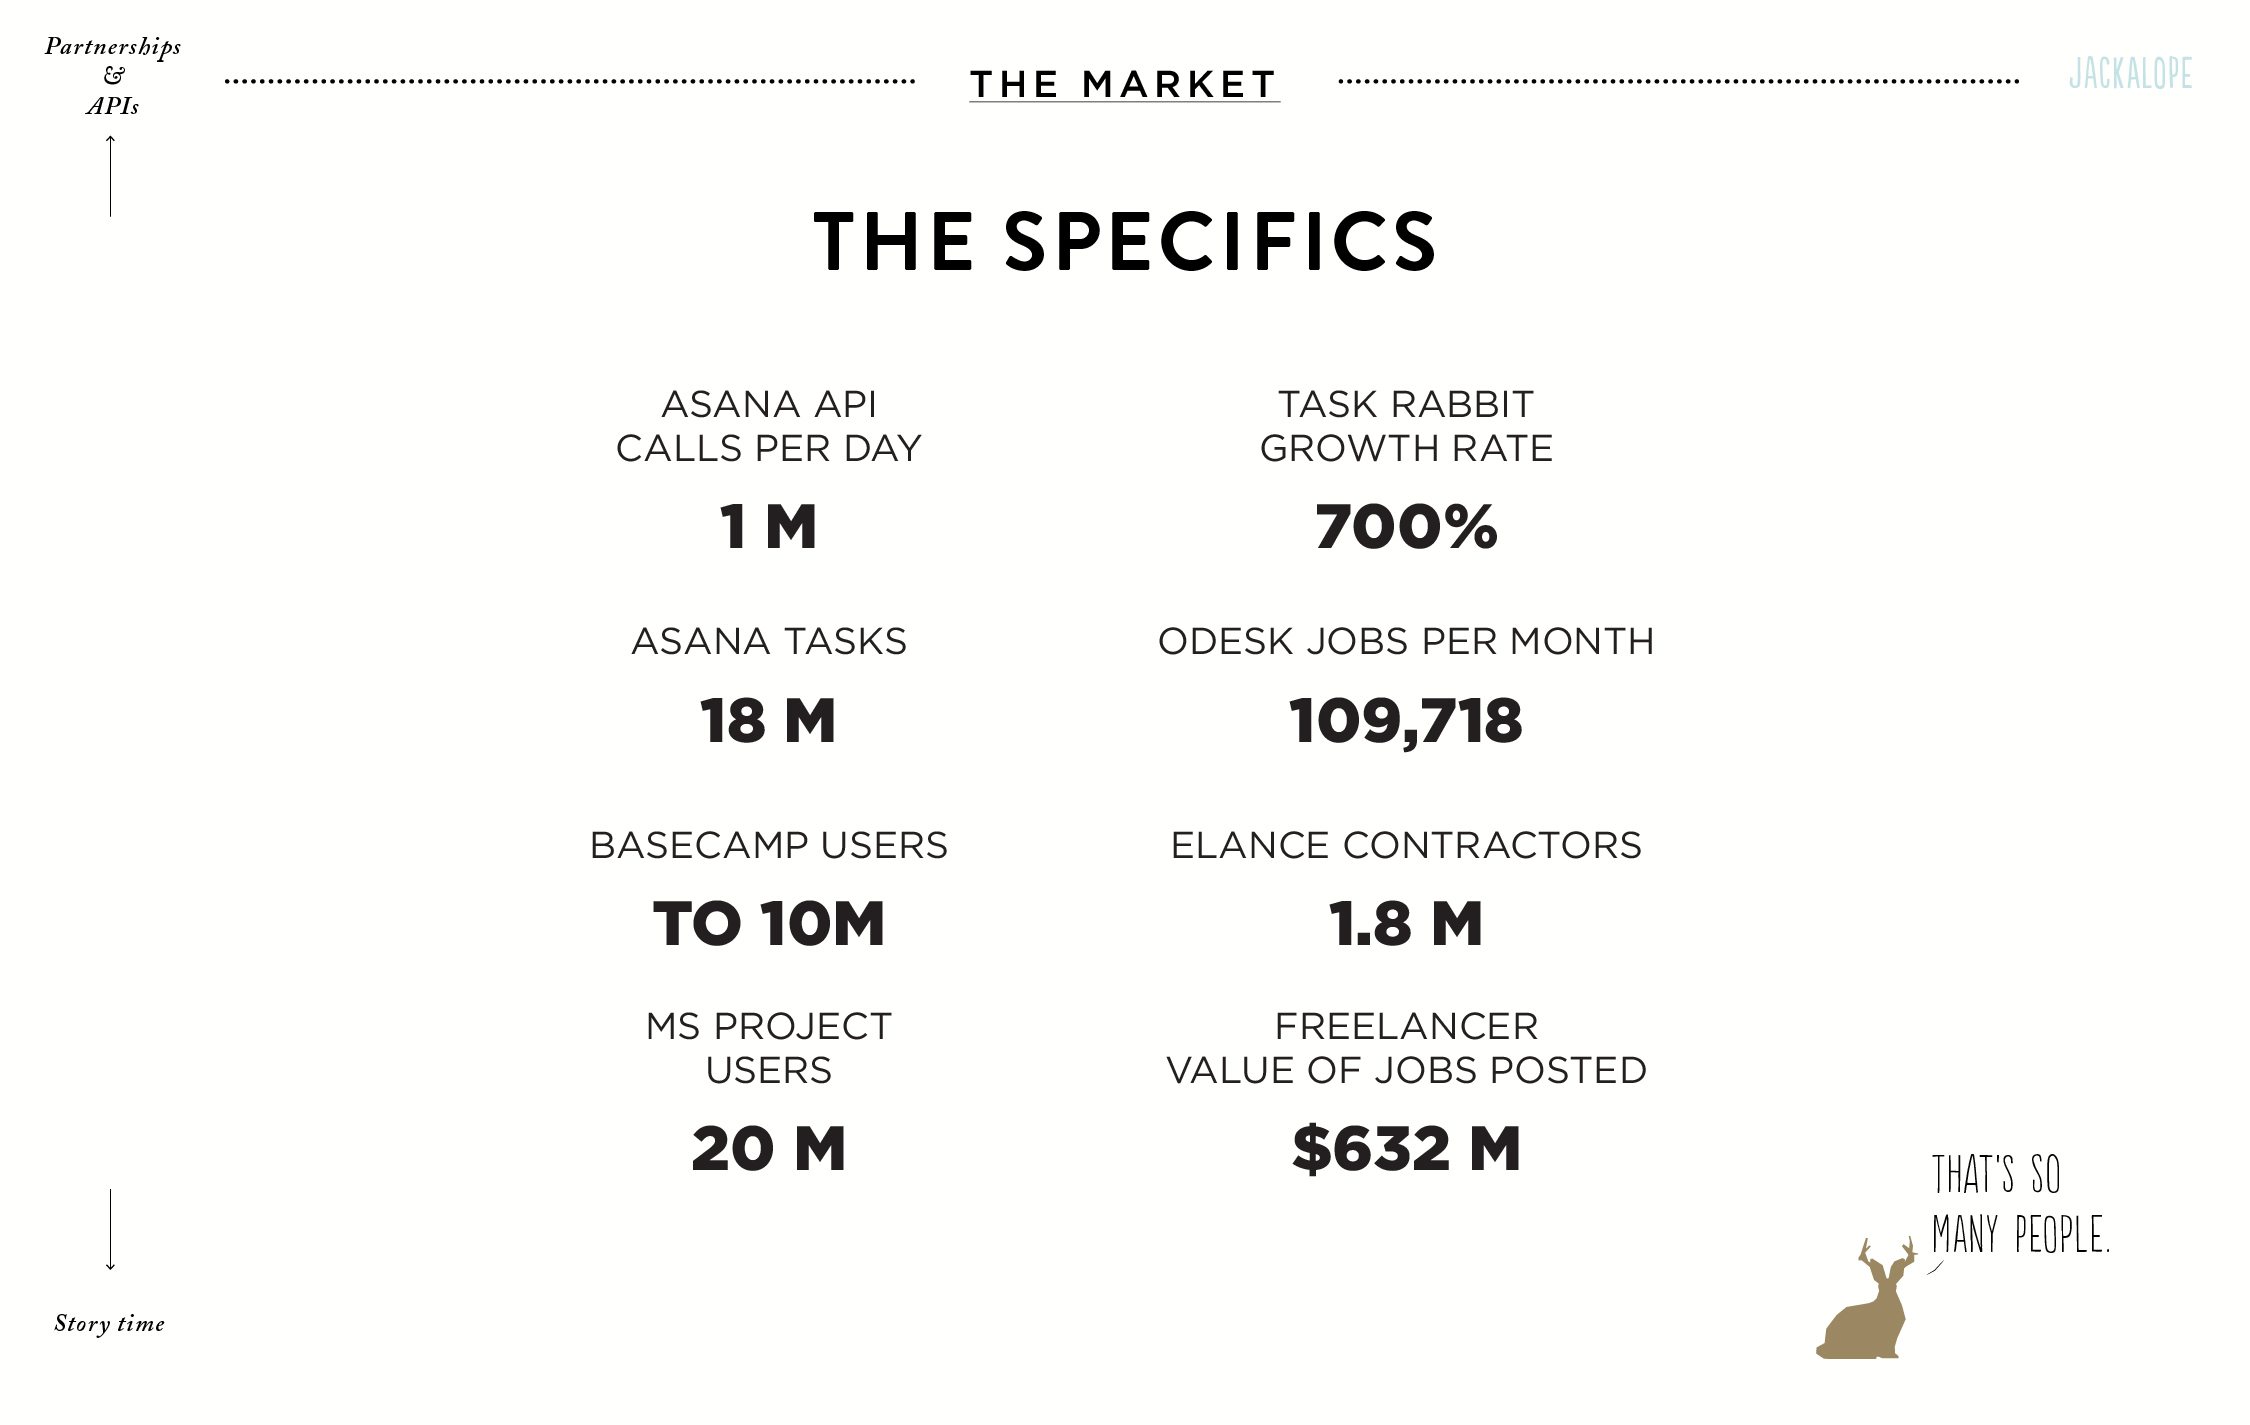 Partnerships
&
APIs
THE MARKET
JACKALOPE
THE SPECIFICS
ASANA API
CALLS PER DAY
1 M
TASK RABBIT
GROWTH RATE
700%
ASANA TASKS
18 M
ODESK JOBS PER MONTH
109,718
BASECAMP USERS
TO 10M
ELANCE CONTRACTORS
1.8 M
MS PROJECT
USERS
20 M
FREELANCER
VALUE OF JOBS POSTED
$632 M
THAT'S SO
MANY PEOPLE.
Story time